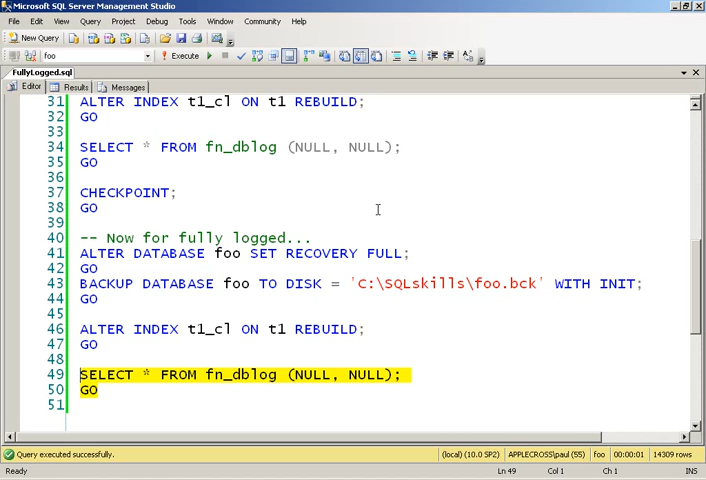 Microsoft SQL Server Management Studio
File Edit View Query Project Debug Tools Window Community Help
New Query
foo Execute
FullyLogged.sql
Editor Results Messages
31 ALTER INDEX t1_cl ON t1 REBUILD;
32 GO
33
34 SELECT * FROM fn_dblog (NULL, NULL);
35 GO
36
37 CHECKPOINT;
38 GO
39
40 -- Now for fully logged...
41 ALTER DATABASE foo SET RECOVERY FULL;
42 GO
43 BACKUP DATABASE foo TO DISK = 'C:\SQLskills\foo.bck' WITH INIT;
44 GO
45
46 ALTER INDEX t1_cl ON t1 REBUILD;
47 GO
48
49 SELECT * FROM fn_dblog (NULL, NULL);
50 GO
51
Query executed successfully. (local) (10.0 SP2) APPLECROSS\paul (55) foo 00:00:01 14309 rows
Ready Ln 49 Col 1 Ch 1 INS